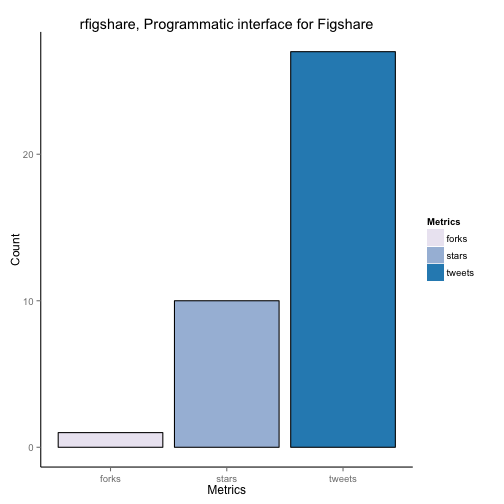 rfigshare, Programmatic interface for Figshare
Count
20
10
0
forks
stars
tweets
Metrics
Metrics
forks
stars
tweets